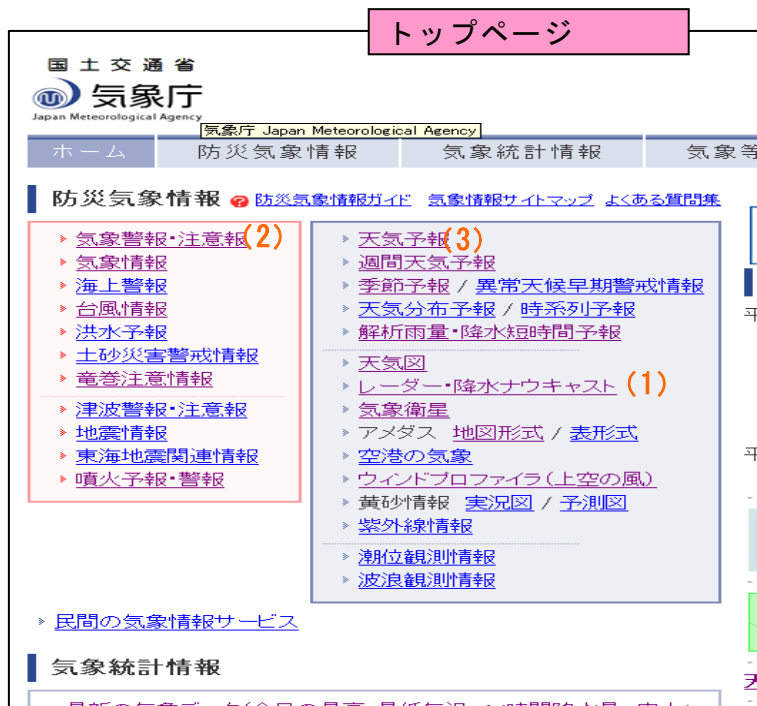 トップページ
国土交通省
気象庁
Japan Meteorological Agency
気象庁 Japan Meteorological Agency
ホーム 防災気象情報 気象統計情報 気象等
防災気象情報 ? 防災気象情報ガイド 気象情報サイトマップ よくある質問集
気象警報・注意報(2)
気象情報
海上警報
台風情報
洪水予報
土砂災害警戒情報
竜巻注意情報
津波警報・注意報
地震情報
東海地震関連情報
噴火予報・警報
天気予報(3)
週間天気予報
季節予報 / 異常天候早期警戒情報
天気分布予報 / 時系列予報
解析雨量・降水短時間予報
天気図
レーダー・降水ナウキャスト (1)
気象衛星
アメダス 地図形式 / 表形式
空港の気象
ウィンドプロファイラ(上空の風)
黄砂情報 実況図 / 予測図
紫外線情報
潮位観測情報
波浪観測情報
民間の気象情報サービス
気象統計情報